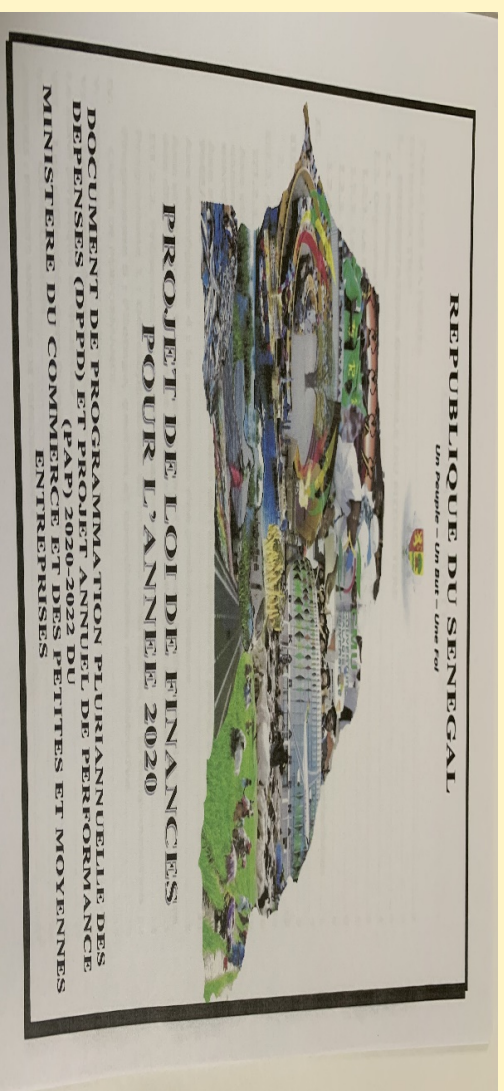 REPUBLIQUE DU SENEGAL
Un Peuple – Un But – Une Foi
PROJET DE LOI DE FINANCES
POUR L'ANNEE 2020
DOCUMENT DE PROGRAMMATION PLURIANNUELLE DES
DEPENSES (DPPD) ET PROJET ANNUEL DE PERFORMANCE
(PAP) 2020-2022 DU
MINISTERE DU COMMERCE ET DES PETITES ET MOYENNES
ENTREPRISES